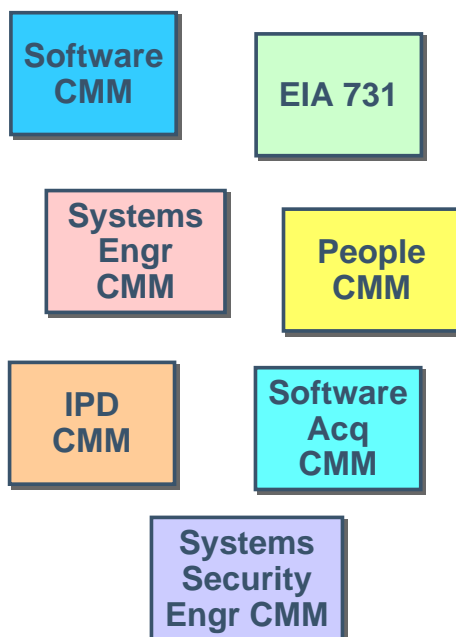 Software
CMM
EIA 731
Systems
Engr
CMM
People
CMM
IPD
CMM
Software
Acq
CMM
Systems
Security
Engr CMM